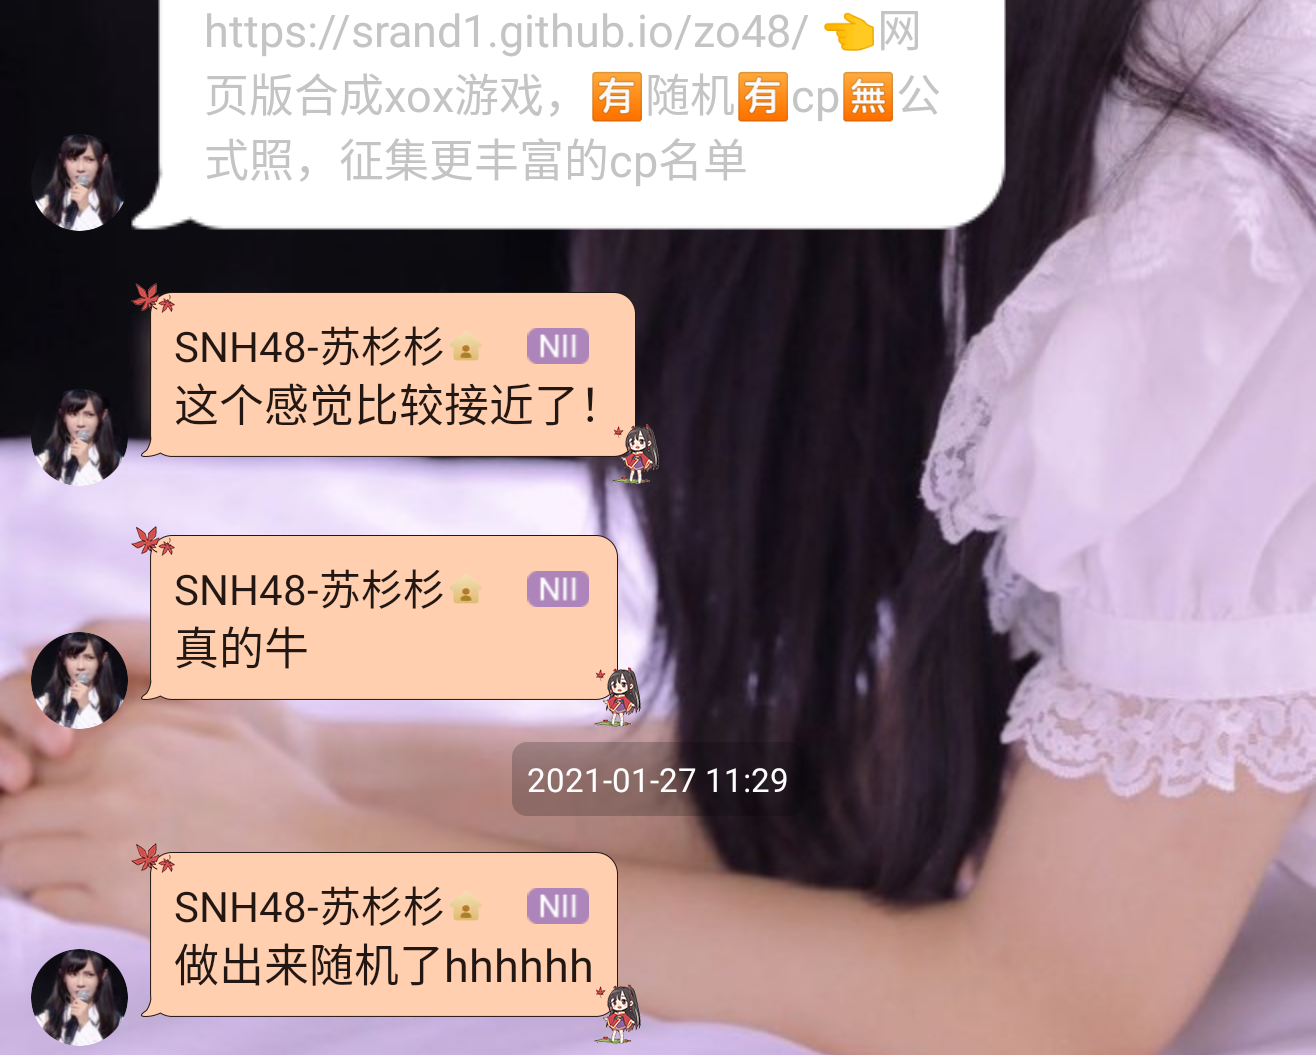 https://srand1.github.io/zo48/ 👈网
页版合成xox游戏，🈶随机🈶cp🈚公
式照，征集更丰富的cp名单
SNH48-苏杉杉 NII
这个感觉比较接近了！
SNH48-苏杉杉 NII
真的牛
2021-01-27 11:29
SNH48-苏杉杉 NII
做出来随机了hhhhhh